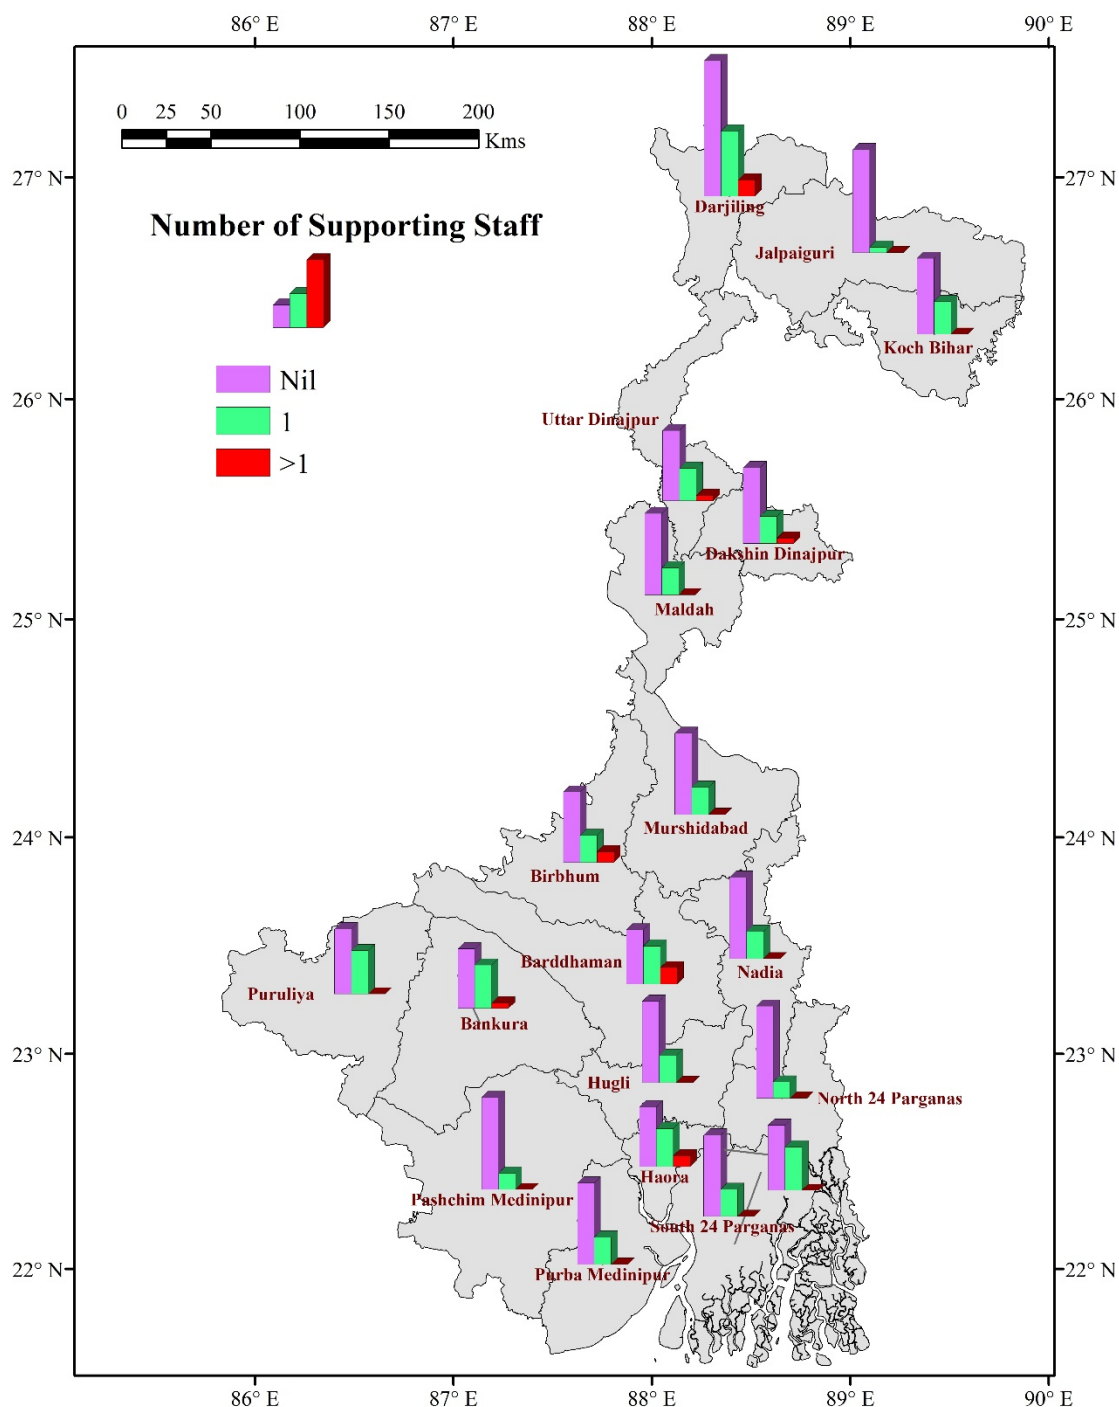 86° E 87° E 88° E 89° E 90° E
0 25 50 100 150 200
Kms
27° N 27° N
Number of Supporting Staff
Darjiling
Jalpaiguri
Koch Bihar
Nil
26° N 26° N
1
Uttar Dinajpur
>1
Dakshin Dinajpur
Maldah
25° N 25° N
Murshidabad
24° N 24° N
Birbhum
Barddhaman
Nadia
Puruliya
Bankura
23° N 23° N
Hugli
North 24 Parganas
Haora
Pashchim Medinipur
South 24 Parganas
Purba Medinipur
22° N 22° N
86° E 87° E 88° E 89° E 90° E